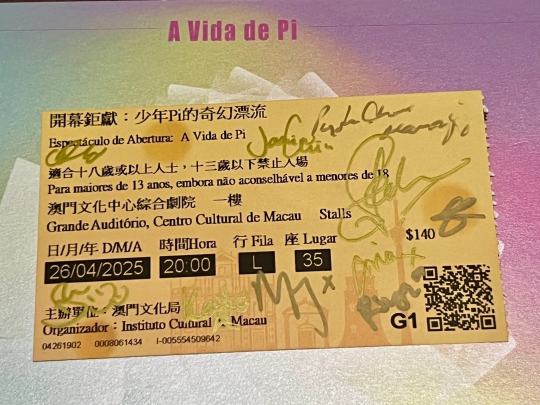 A Vida de Pi
開幕鉅獻：少年Pi的奇幻漂流
Espectáculo de Abertura: A Vida de Pi
適合十八歲或以上人士，十三歲以下禁止入場
Para maiores de 13 anos, embora não aconselhável a menores de 18
澳門文化中心綜合劇院 一樓
Grande Auditório, Centro Cultural de Macau Stalls
日/月/年 D/M/A 時間Hora 行 Fila 座 Lugar $140
26/04/2025 20:00 L 35
主辦單位：澳門文化局
Organizador: Instituto Cultural Macau
G1
04261902 0008061434 I-005554509642